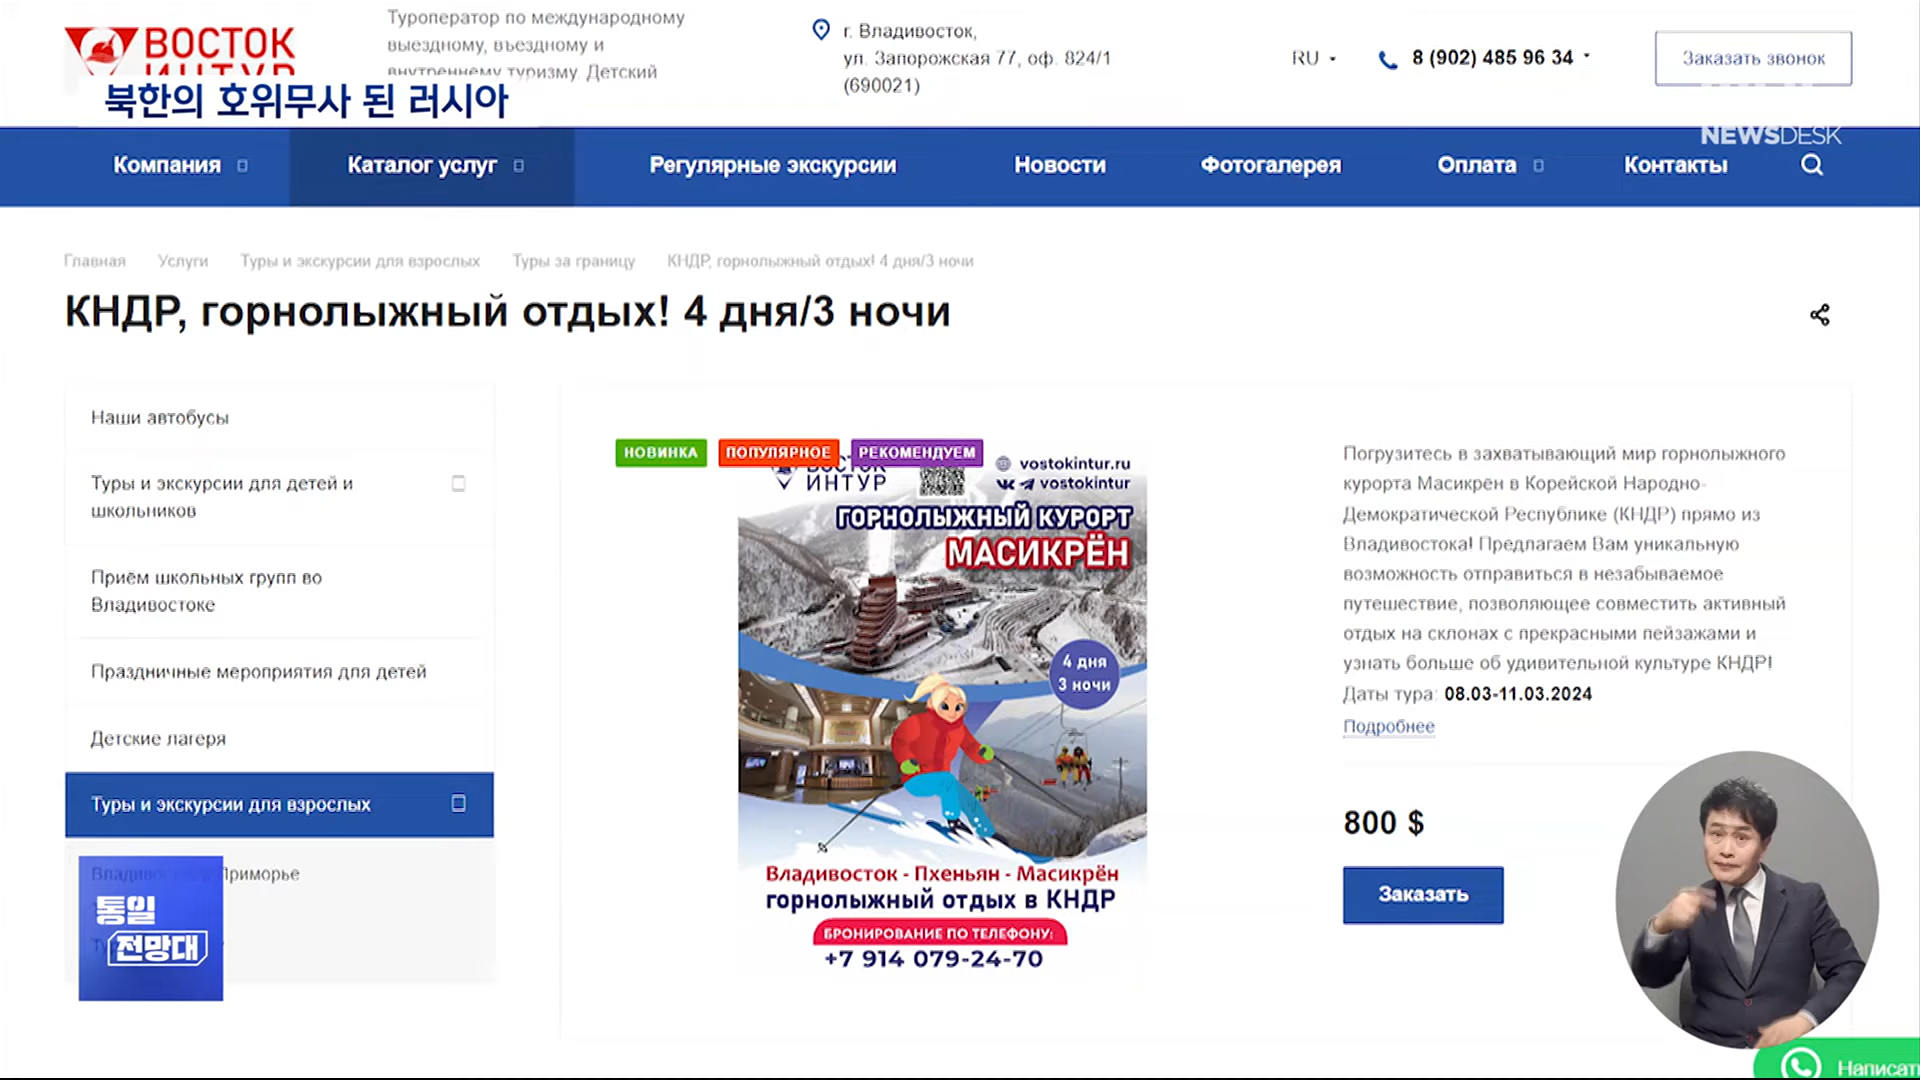 ВОСТОК
ИНТУР
Туроператор по международному
выездному, въездному и
внутреннему туризму. Детский
г. Владивосток,
ул. Запорожская 77, оф. 824/1
(690021)
RU
8 (902) 485 96 34
Заказать звонок
북한의 호위무사 된 러시아
NEWSDESK
Компания
Каталог услуг
Регулярные экскурсии
Новости
Фотогалерея
Оплата
Контакты
Главная
Услуги
Туры и экскурсии для взрослых
Туры за границу
КНДР, горнолыжный отдых! 4 дня/3 ночи
КНДР, горнолыжный отдых! 4 дня/3 ночи
Наши автобусы
Туры и экскурсии для детей и
школьников
Приём школьных групп во
Владивостоке
Праздничные мероприятия для детей
Детские лагеря
Туры и экскурсии для взрослых
Приморье
통일
전망대
НОВИНКА
ПОПУЛЯРНОЕ
РЕКОМЕНДУЕМ
ВОСТОК
ИНТУР
vostokintur.ru
vostokintur
ГОРНОЛЫЖНЫЙ КУРОРТ
МАСИКРЁН
4 дня
3 ночи
Владивосток - Пхеньян - Масикрён
горнолыжный отдых в КНДР
БРОНИРОВАНИЕ ПО ТЕЛЕФОНУ:
+7 914 079-24-70
Погрузитесь в захватывающий мир горнолыжного
курорта Масикрён в Корейской Народно-
Демократической Республике (КНДР) прямо из
Владивостока! Предлагаем Вам уникальную
возможность отправиться в незабываемое
путешествие, позволяющее совместить активный
отдых на склонах с прекрасными пейзажами и
узнать больше об удивительной культуре КНДР!
Даты тура: 08.03-11.03.2024
Подробнее
800 $
Заказать